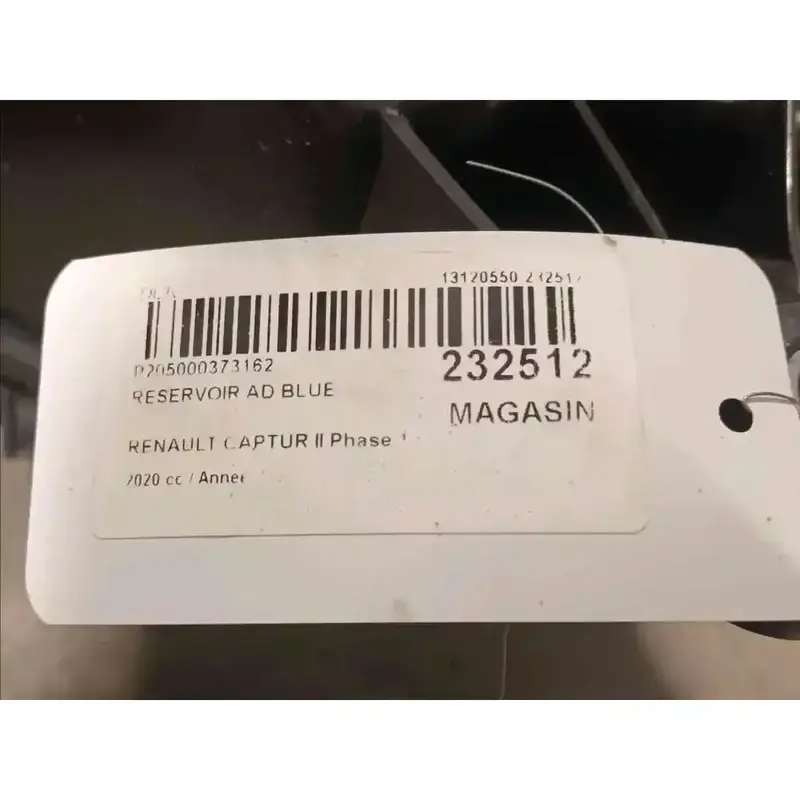 13120550 232512
P205000373162
232512
RESERVOIR AD BLUE
MAGASIN
RENAULT CAPTUR II Phase 1
2020 cc / Annee